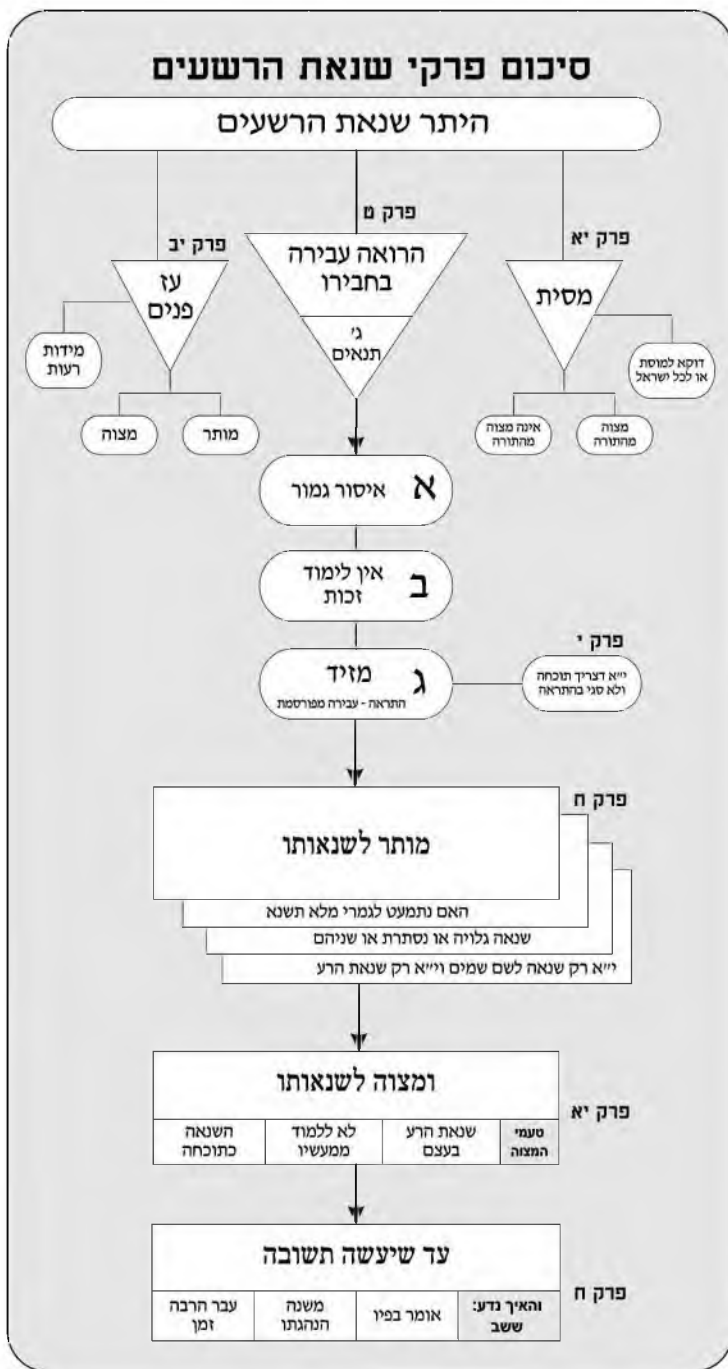 סיכום פרקי שנאת הרשעים
היתר שנאת הרשעים
פרק יא
מסית
דוקא למוסת
או לכל ישראל
מצוה
מהתורה
אינה מצוה
מהתורה
פרק ט
הרואה עבירה
בחבירו
ג'
תנאים
פרק יב
עז
פנים
מידות
רעות
מותר
מצוה
א איסור גמור
ב אין לימוד
זכות
ג מזיד
התראה - עבירה מפורסמת
פרק י
י"א דצריך תוכחה
ולא סגי בהתראה
פרק ח
מותר לשנאותו
האם נתמעט לגמרי מלא תשנא
שנאה גלויה או נסתרת או שניהם
י"א רק שנאה לשם שמים וי"א רק שנאת הרע
ומצוה לשנאותו
פרק יא
טעמי
המצוה
שנאת הרע
בעצם
לא ללמוד
ממעשיו
השנאה
כתוכחה
עד שיעשה תשובה
פרק ח
והאיך נדע:
ששב
אומר בפיו
משנה
הנהגתו
עבר הרבה
זמן